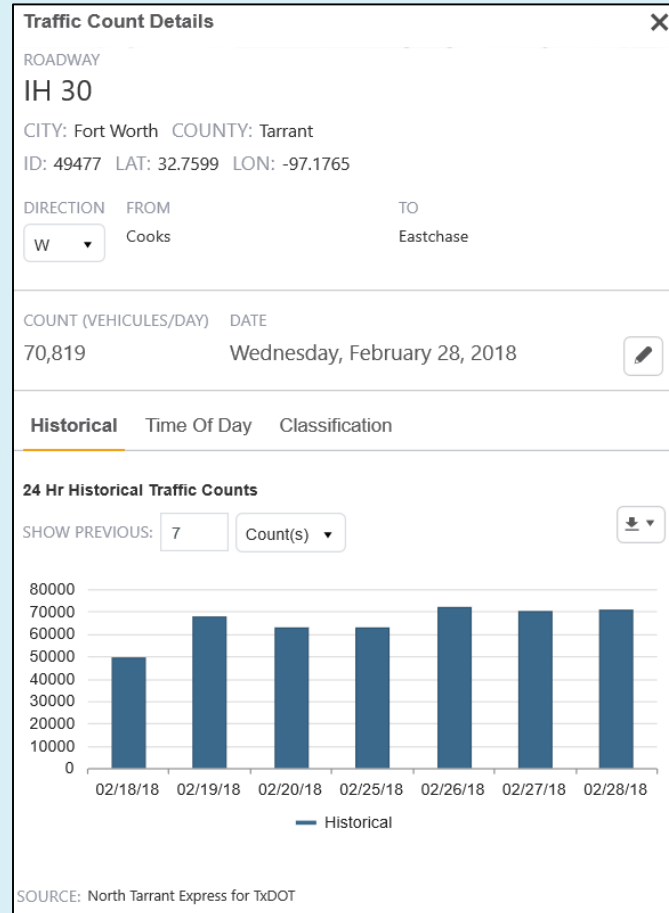 Traffic Count Details
ROADWAY
IH 30
CITY: Fort Worth COUNTY: Tarrant
ID: 49477 LAT: 32.7599 LON: -97.1765
DIRECTION FROM TO
W Cooks Eastchase
COUNT (VEHICULES/DAY) DATE
70,819 Wednesday, February 28, 2018
Historical Time Of Day Classification
24 Hr Historical Traffic Counts
SHOW PREVIOUS: 7 Count(s)
80000
70000
60000
50000
40000
30000
20000
10000
0
02/18/18 02/19/18 02/20/18 02/25/18 02/26/18 02/27/18 02/28/18
Historical
SOURCE: North Tarrant Express for TxDOT